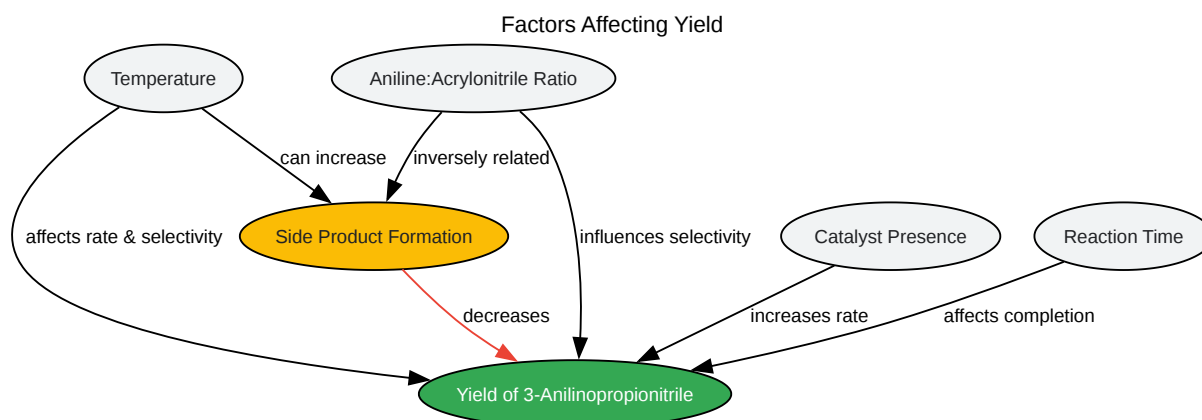 Factors Affecting Yield
Temperature
Aniline:Acrylonitrile Ratio
can increase
inversely related
affects rate & selectivity
Side Product Formation
influences selectivity
Catalyst Presence
Reaction Time
decreases
increases rate
affects completion
Yield of 3-Anilinopropionitrile